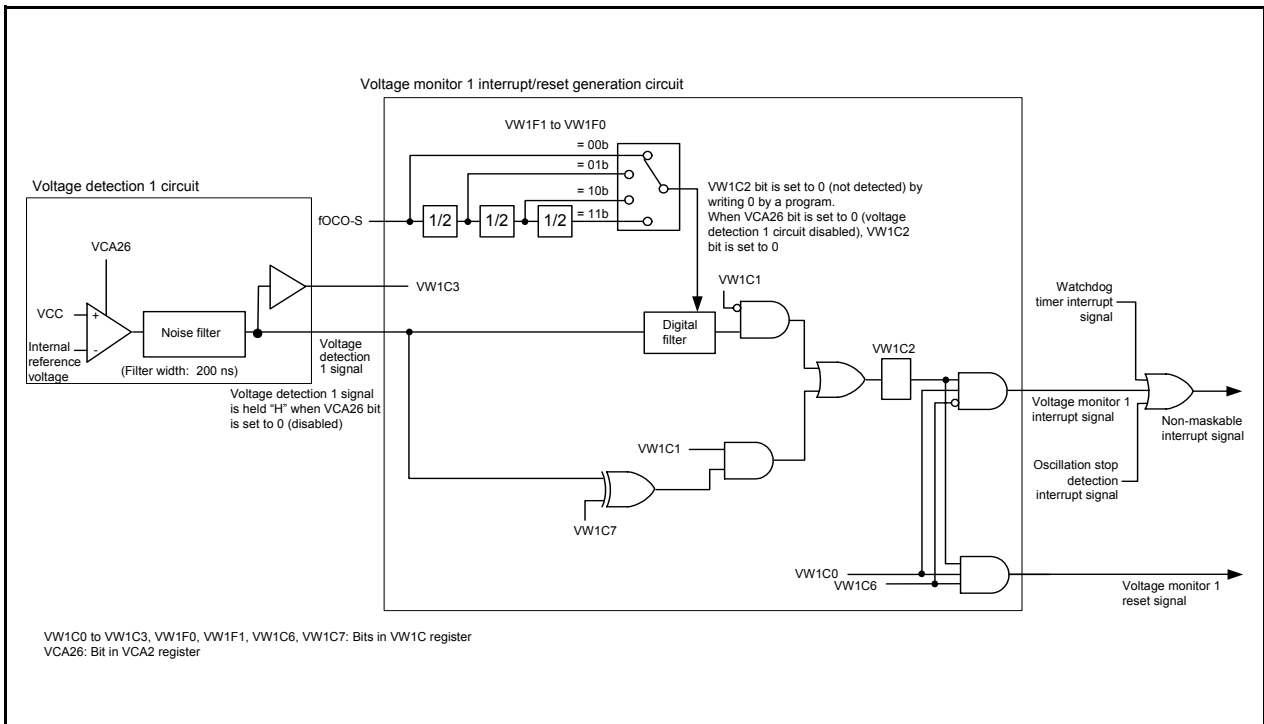 Voltage monitor 1 interrupt/reset generation circuit
VW1F1 to VW1F0
= 00b
= 01b
= 10b
= 11b
fOCO-S
1/2
1/2
1/2
VW1C2 bit is set to 0 (not detected) by
writing 0 by a program.
When VCA26 bit is set to 0 (voltage
detection 1 circuit disabled), VW1C2
bit is set to 0
Voltage detection 1 circuit
VCA26
VW1C3
VCC
+
-
Internal
reference
voltage
Noise filter
(Filter width: 200 ns)
Voltage
detection
1 signal
Voltage detection 1 signal
is held “H” when VCA26 bit
is set to 0 (disabled)
Digital
filter
VW1C1
VW1C2
VW1C1
VW1C7
VW1C0
VW1C6
Watchdog
timer interrupt
signal
Voltage monitor 1
interrupt signal
Non-maskable
interrupt signal
Oscillation stop
detection
interrupt signal
Voltage monitor 1
reset signal
VW1C0 to VW1C3, VW1F0, VW1F1, VW1C6, VW1C7: Bits in VW1C register
VCA26: Bit in VCA2 register